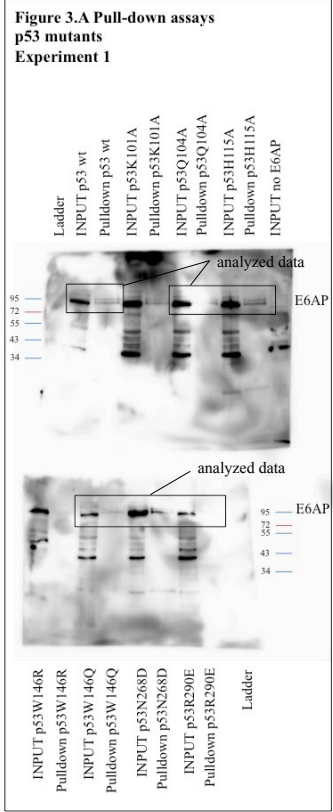 Figure 3.A Pull-down assays
p53 mutants
Experiment 1
Ladder
INPUT p53 wt
Pulldown p53 wt
INPUT p53K101A
Pulldown p53K101A
INPUT p53Q104A
Pulldown p53Q104A
INPUT p53H115A
Pulldown p53H115A
INPUT no E6AP
analyzed data
95
72
55
43
34
E6AP
analyzed data
95
72
55
43
34
E6AP
INPUT p53W146R
Pulldown p53W146R
INPUT p53W146Q
Pulldown p53W146Q
INPUT p53N268D
Pulldown p53N268D
INPUT p53R290E
Pulldown p53R290E
Ladder